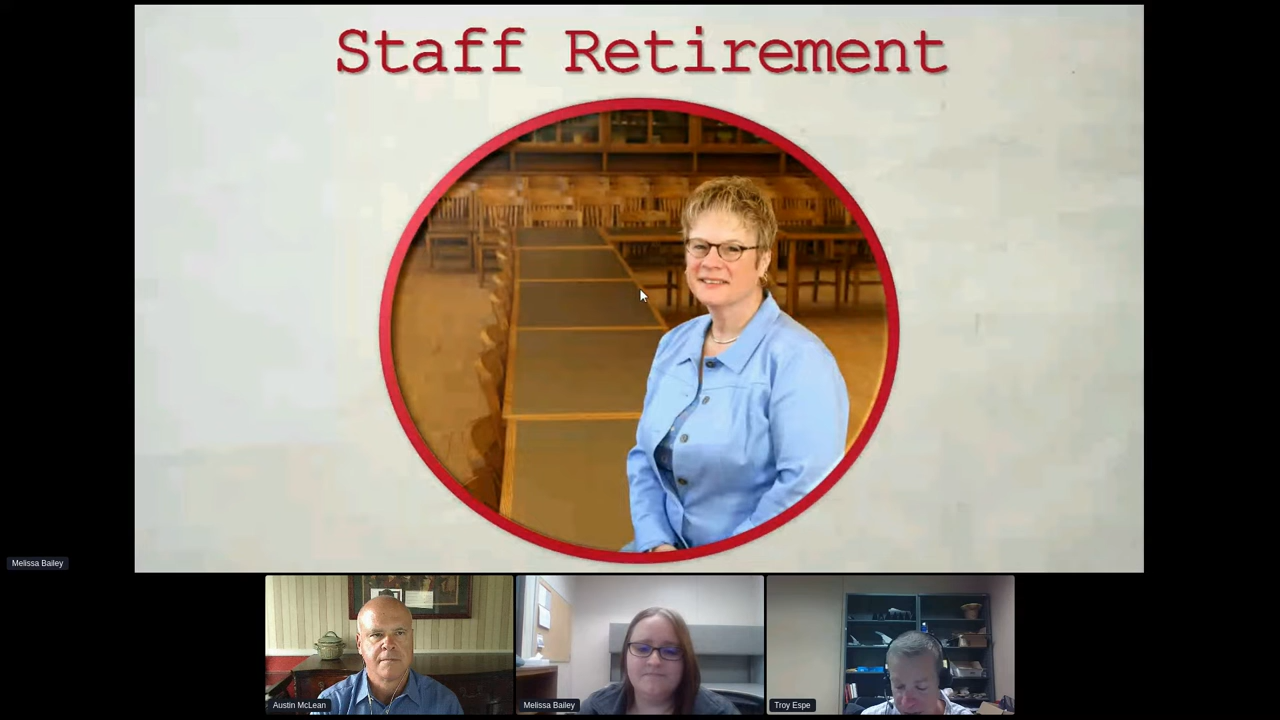 Staff Retirement
Melissa Bailey
Austin McLean
Melissa Bailey
Troy Espe